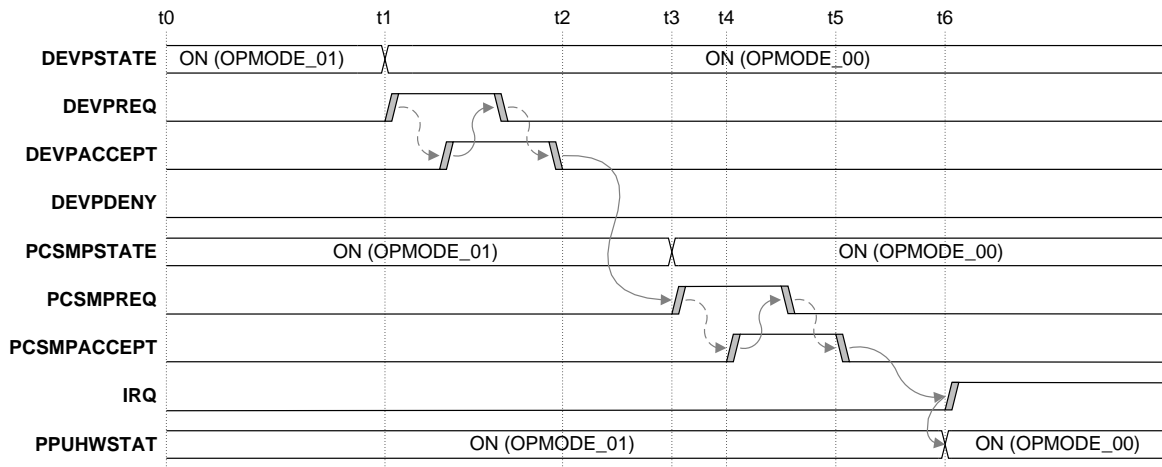 t0 t1 t2 t3 t4 t5 t6
DEVPSTATE ON (OPMODE_01) ON (OPMODE_00)
DEVPREQ
DEVPACCEPT
DEVPDENY
PCSMPSTATE ON (OPMODE_01) ON (OPMODE_00)
PCSMPREQ
PCSMPACCEPT
IRQ
PPUHWSTAT ON (OPMODE_01) ON (OPMODE_00)